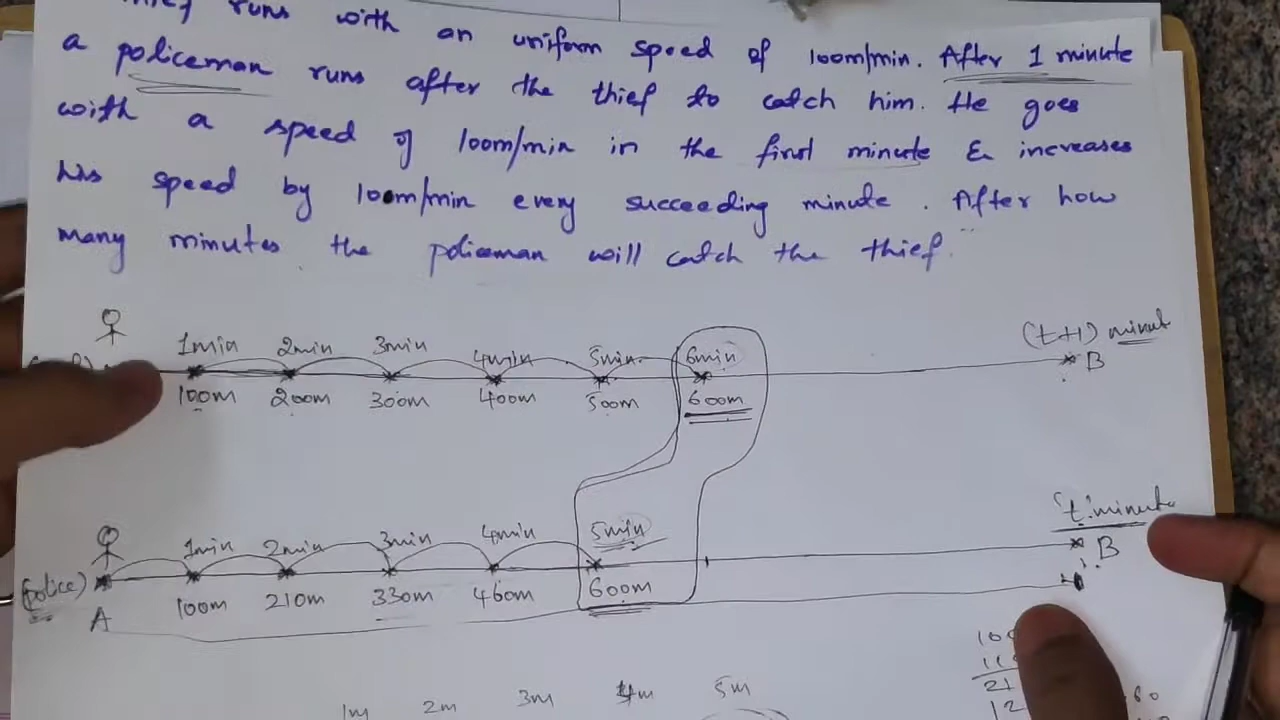 runs with an uniform speed of 100m/min. After 1 minute
a policeman runs after the thief to catch him. He goes
with a speed of 100m/min in the first minute & increases
his speed by 100m/min every succeeding minute. After how
many minutes the policeman will catch the thief.
1min 2min 3min 4min 5min 6min (t+1) minut
B
100m 200m 300m 400m 500m 600m
1min 2min 3min 4min 5min 't' minute
(police) B
100m 210m 330m 460m 600m
A
1m 2m 3m 4m 5m